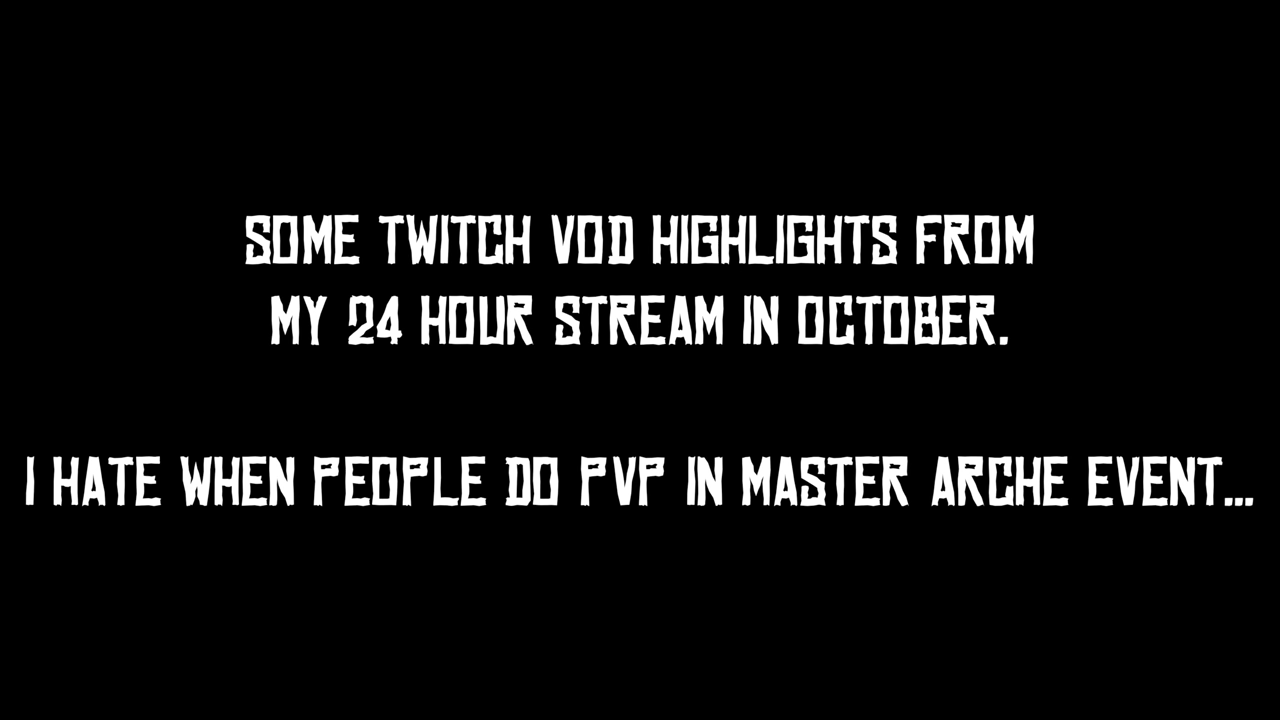 SOME TWITCH VOD HIGHLIGHTS FROM
MY 24 HOUR STREAM IN OCTOBER.
I HATE WHEN PEOPLE DO PVP IN MASTER ARCHE EVENT...